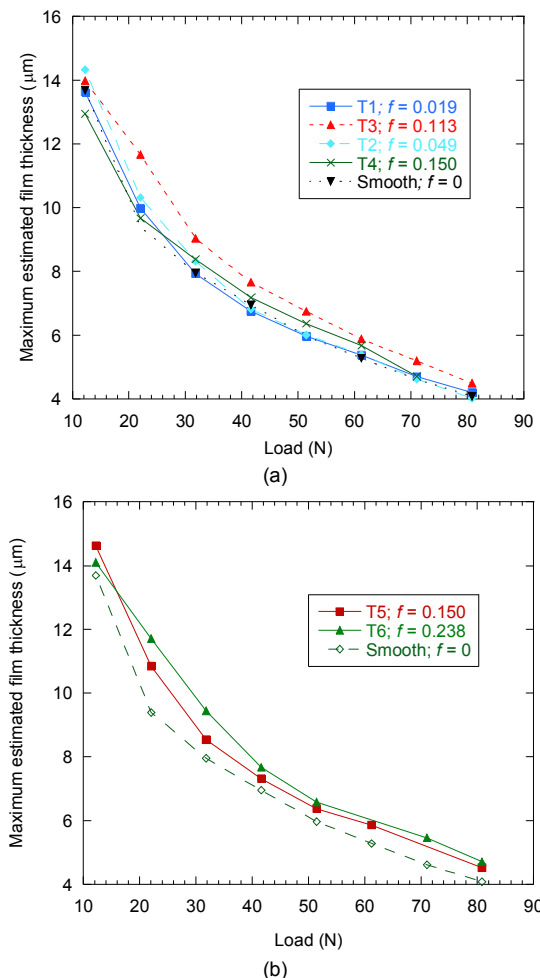 16
14
12
10
8
6
4
Maximum estimated film thickness (μm)
T1; f = 0.019
T3; f = 0.113
T2; f = 0.049
T4; f = 0.150
Smooth; f = 0
10 20 30 40 50 60 70 80 90
Load (N)
(a)
16
14
12
10
8
6
4
Maximum estimated film thickness (μm)
T5; f = 0.150
T6; f = 0.238
Smooth; f = 0
10 20 30 40 50 60 70 80 90
Load (N)
(b)